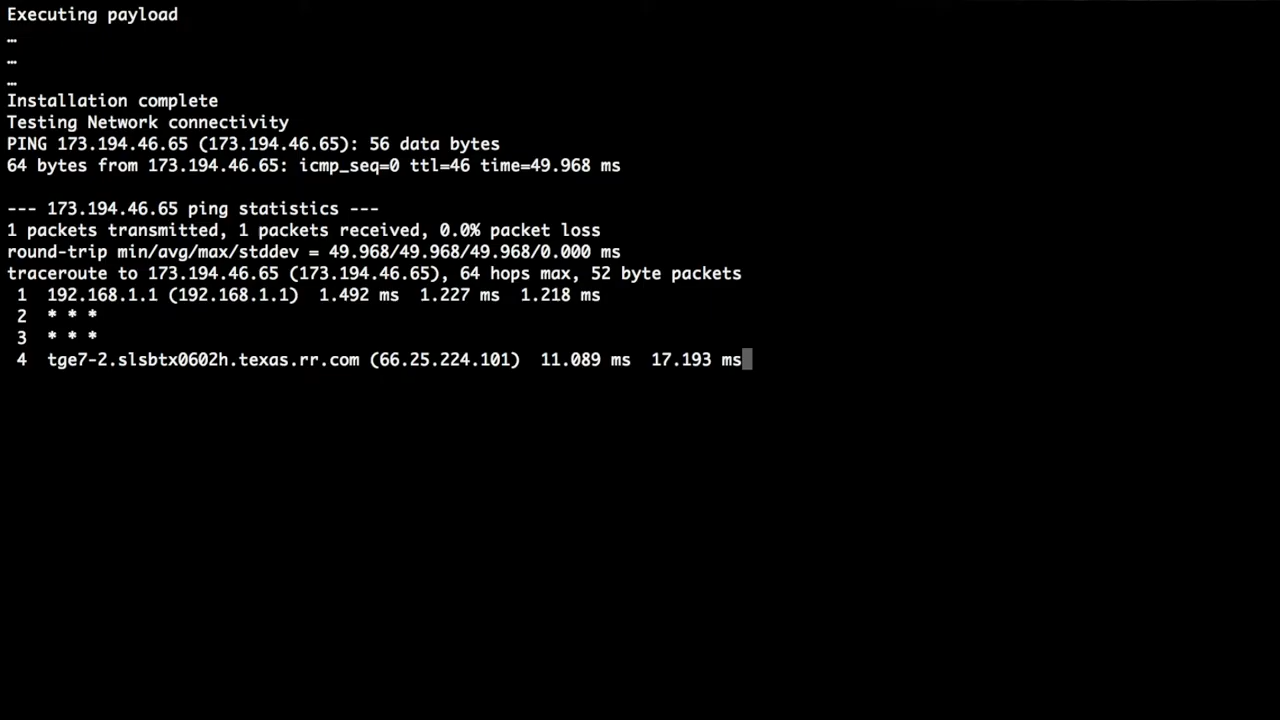 Executing payload
…
…
…
Installation complete
Testing Network connectivity
PING 173.194.46.65 (173.194.46.65): 56 data bytes
64 bytes from 173.194.46.65: icmp_seq=0 ttl=46 time=49.968 ms
--- 173.194.46.65 ping statistics ---
1 packets transmitted, 1 packets received, 0.0% packet loss
round-trip min/avg/max/stddev = 49.968/49.968/49.968/0.000 ms
traceroute to 173.194.46.65 (173.194.46.65), 64 hops max, 52 byte packets
1 192.168.1.1 (192.168.1.1) 1.492 ms 1.227 ms 1.218 ms
2 * * *
3 * * *
4 tge7-2.slsbtx0602h.texas.rr.com (66.25.224.101) 11.089 ms 17.193 ms